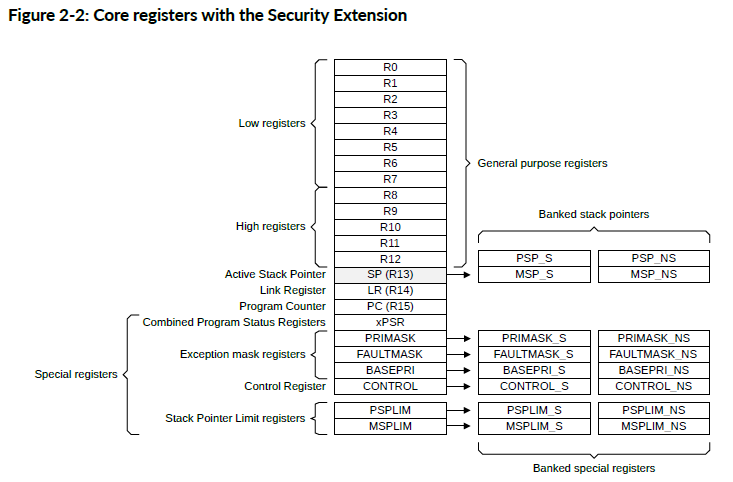 Figure 2-2: Core registers with the Security Extension
R0
R1
R2
R3
Low registers
R4
R5
R6
General purpose registers
R7
R8
R9
Banked stack pointers
High registers
R10
R11
R12
PSP_S
PSP_NS
Active Stack Pointer
SP (R13)
MSP_S
MSP_NS
Link Register
LR (R14)
Program Counter
PC (R15)
Combined Program Status Registers
xPSR
PRIMASK
PRIMASK_S
PRIMASK_NS
Exception mask registers
FAULTMASK
FAULTMASK_S
FAULTMASK_NS
Special registers
BASEPRI
BASEPRI_S
BASEPRI_NS
Control Register
CONTROL
CONTROL_S
CONTROL_NS
Stack Pointer Limit registers
PSPLIM
PSPLIM_S
PSPLIM_NS
MSPLIM
MSPLIM_S
MSPLIM_NS
Banked special registers